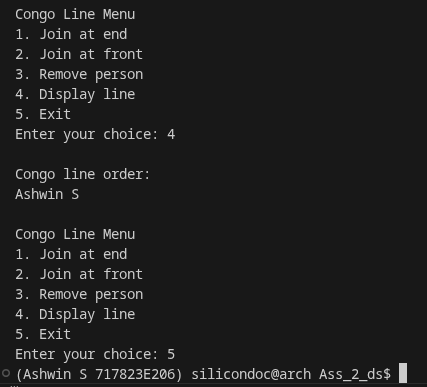 Congo Line Menu
1. Join at end
2. Join at front
3. Remove person
4. Display line
5. Exit
Enter your choice: 4
Congo line order:
Ashwin S
Congo Line Menu
1. Join at end
2. Join at front
3. Remove person
4. Display line
5. Exit
Enter your choice: 5
(Ashwin S 717823E206) silicondoc@arch Ass_2_ds$